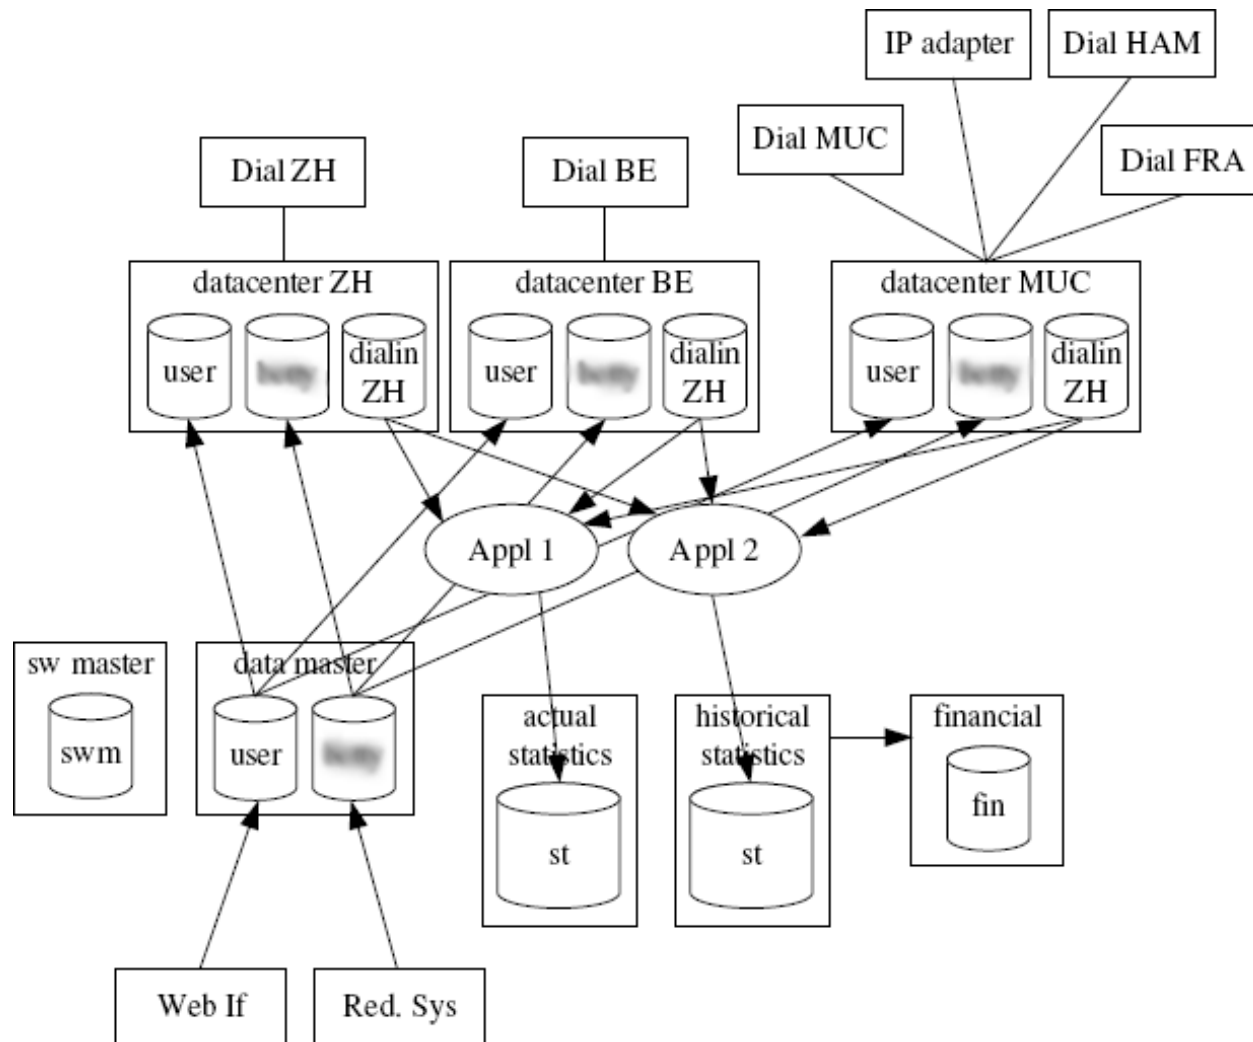 IP adapter
Dial HAM
Dial MUC
Dial FRA
Dial ZH
Dial BE
datacenter ZH
datacenter BE
datacenter MUC
user
dialin
ZH
user
dialin
ZH
user
dialin
ZH
Appl 1
Appl 2
sw master
swm
data master
user
actual
statistics
st
historical
statistics
st
financial
fin
Web If
Red. Sys